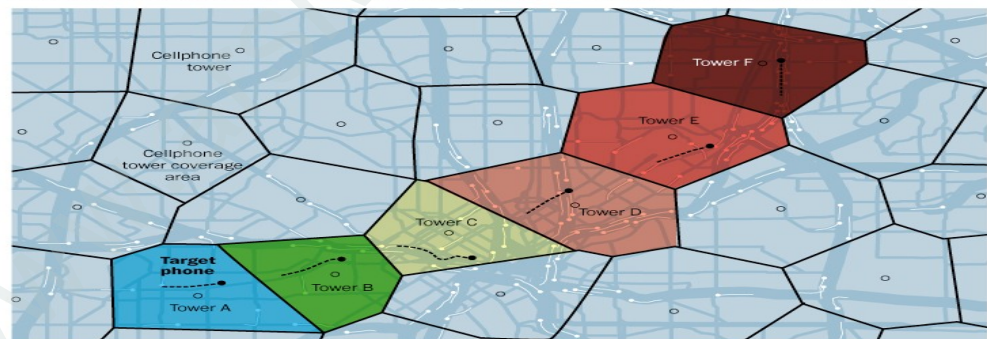 Cellphone
tower
Tower F
Tower E
Cellphone
tower coverage
area
Tower C
Tower D
Target
phone
Tower B
Tower A